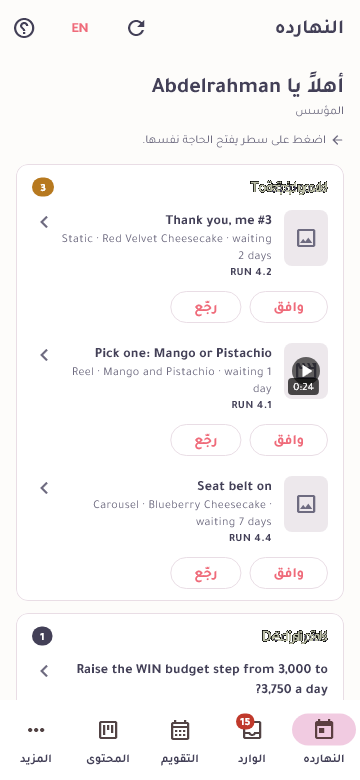 النهارده
EN
أهلاً يا Abdelrahman
المؤسس
← اضغط على سطر يفتح الحاجة نفسها.
3
Thank you, me #3
Static · Red Velvet Cheesecake · waiting
2 days
RUN 4.2
وافق
رجّع
Pick one: Mango or Pistachio
Reel · Mango and Pistachio · waiting 1
day
RUN 4.1
0:24
وافق
رجّع
Seat belt on
Carousel · Blueberry Cheesecake ·
waiting 7 days
RUN 4.4
وافق
رجّع
1
Raise the WIN budget step from 3,000 to
3,750 a day?
15
النهارده
الوارد
التقويم
المحتوى
المزيد